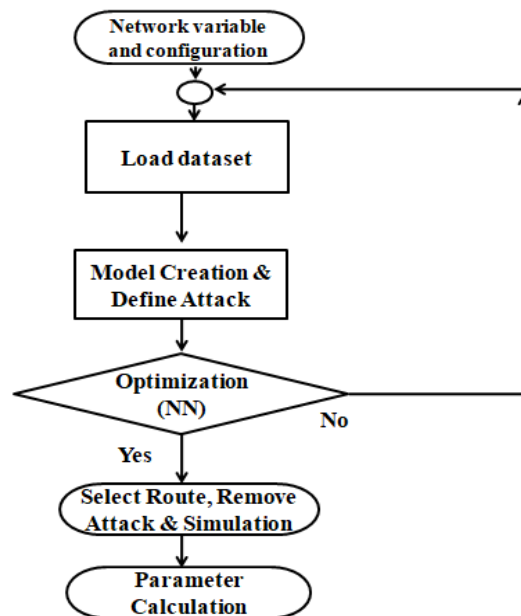 Network variable
and configuration
Load dataset
Model Creation &
Define Attack
Optimization
(NN)
No
Yes
Select Route, Remove
Attack & Simulation
Parameter
Calculation